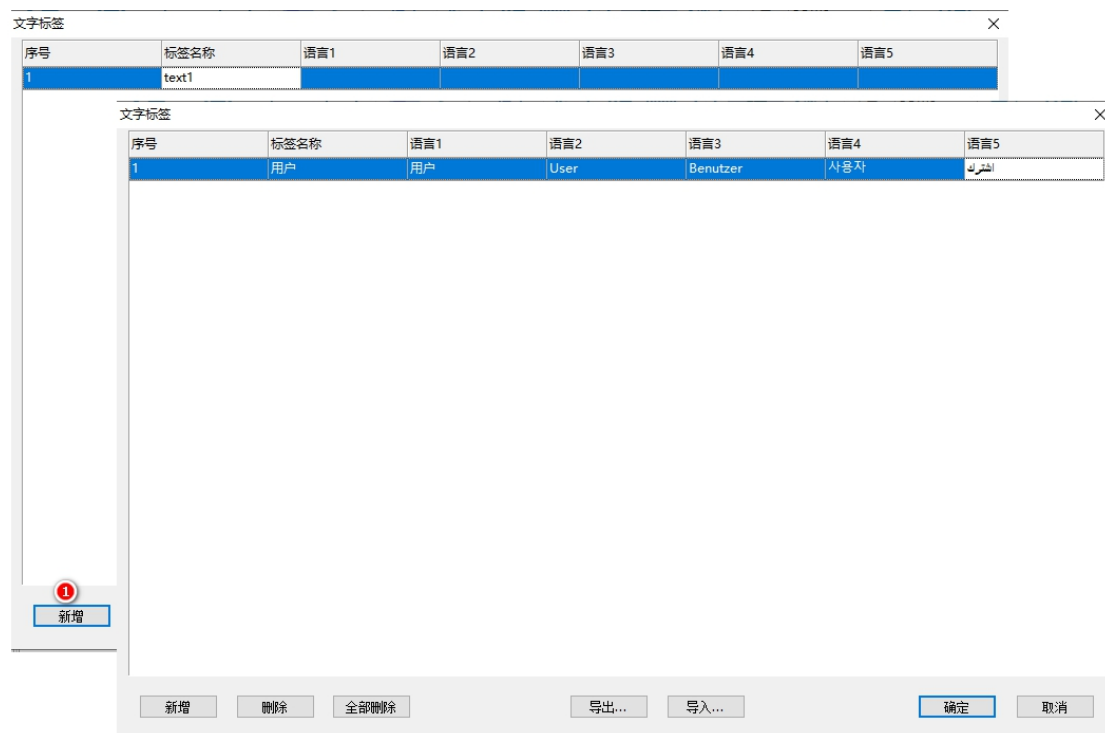 文字标签
序号 标签名称 语言1 语言2 语言3 语言4 语言5
1 text1
文字标签
序号 标签名称 语言1 语言2 语言3 语言4 语言5
1 用户 用户 User Benutzer 사용자 اشترك
1
新增
新增 删除 全部删除 导出... 导入... 确定 取消